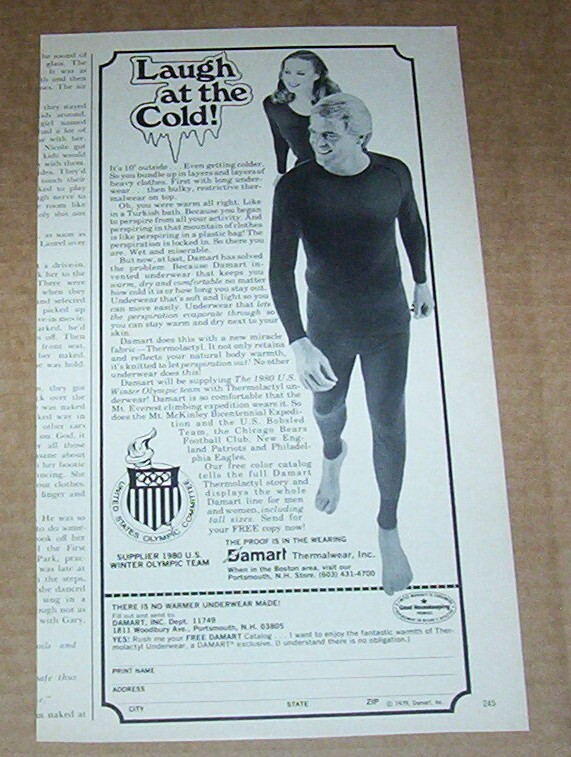 Laugh
at the
Cold!
It's 10° outside . . . Even getting colder.
So you bundle up in layers and layers of
heavy clothes. First with long under-
wear . . . then bulky, restrictive ther-
malwear on top.
Oh, you were warm all right. Like
in a Turkish bath. Because you began
to perspire from all your activity. And
perspiring in that mountain of clothes
is like perspiring in a plastic bag! The
perspiration is locked in. So there you
are. Wet and miserable.
But now, at last, Damart has solved
the problem. Because Damart in-
vented underwear that keeps you
warm, dry and comfortable no matter
how cold it is or how long you stay out.
Underwear that's soft and light so you
can move easily. Underwear that lets
the perspiration evaporate through so
you can stay warm and dry next to your
skin.
Damart does this with a new miracle
fabric—Thermolactyl. It not only retains
and reflects your natural body warmth,
it's knitted to let perspiration out! No other
underwear does this!
Damart will be supplying The 1980 U.S.
Winter Olympic team with Thermolactyl un-
derwear! Damart is so comfortable that the
Mt. Everest climbing expedition wears it. So
does the Mt. McKinley Bicentennial Expedi-
tion and the U.S. Bobsled
Team, the Chicago Bears
Football Club, New Eng-
land Patriots and Philadel-
phia Eagles.
Our free color catalog
tells the full Damart
Thermolactyl story and
displays the whole
Damart line for men
and women, including
tall sizes. Send for
your FREE copy now!
UNITED STATES OLYMPIC COMMITTEE
SUPPLIER 1980 U.S.
WINTER OLYMPIC TEAM
THE PROOF IS IN THE WEARING
Damart Thermalwear, Inc.
When in the Boston area, visit our
Portsmouth, N.H. Store. (603) 431-4700
THERE IS NO WARMER UNDERWEAR MADE!
Fill out and send to:
DAMART, INC. Dept. 11749
1811 Woodbury Ave., Portsmouth, N.H. 03805
Good Housekeeping
YES! Rush me your FREE DAMART Catalog . . . I want to enjoy the fantastic warmth of Ther-
molactyl Underwear, a DAMART® exclusive. (I understand there is no obligation.)
PRINT NAME
ADDRESS
CITY STATE ZIP © 1979, Damart, Inc.
245